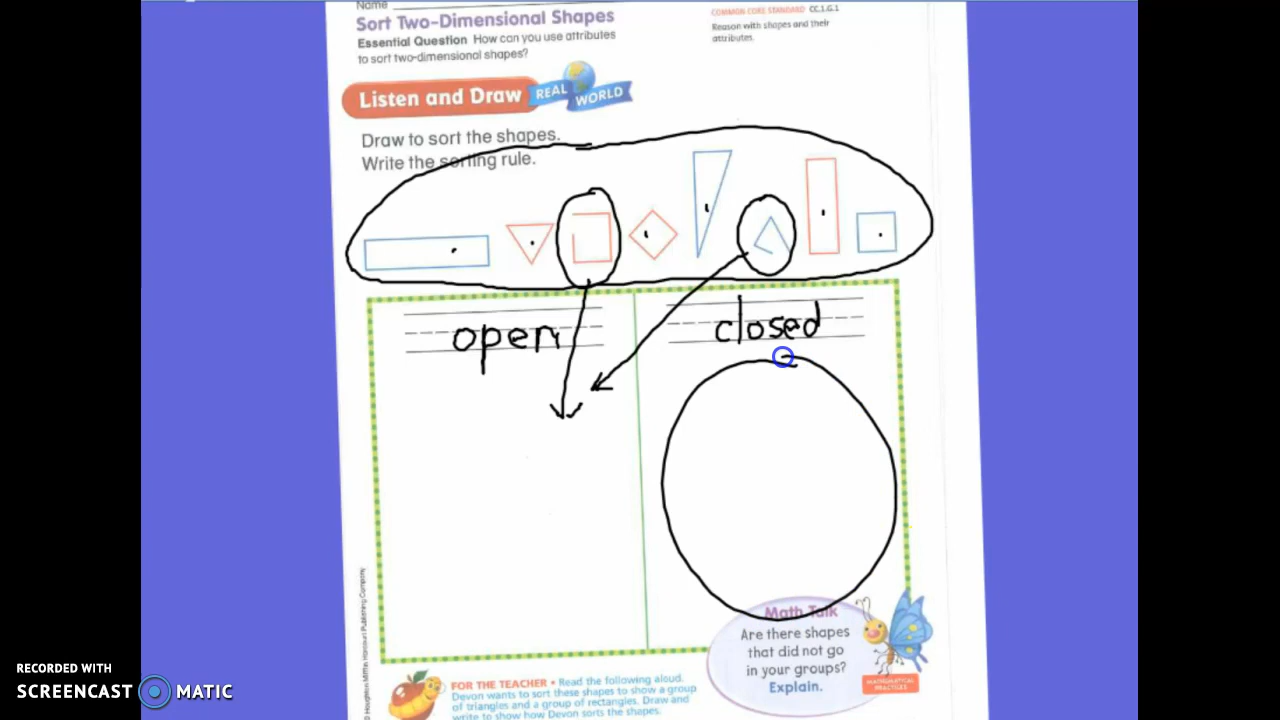 Name
Sort Two-Dimensional Shapes
Essential Question How can you use attributes
to sort two-dimensional shapes?
COMMON CORE STANDARD CC.1.G.1
Reason with shapes and their
attributes.
Listen and Draw
REAL WORLD
Draw to sort the shapes.
Write the sorting rule.
open
closed
Math Talk
Are there shapes
that did not go
in your groups?
Explain.
MATHEMATICAL
PRACTICES
FOR THE TEACHER • Read the following aloud.
Devon wants to sort these shapes to show a group
of triangles and a group of rectangles. Draw and
write to show how Devon sorts the shapes.
© Houghton Mifflin Harcourt Publishing Company
RECORDED WITH
SCREENCAST MATIC